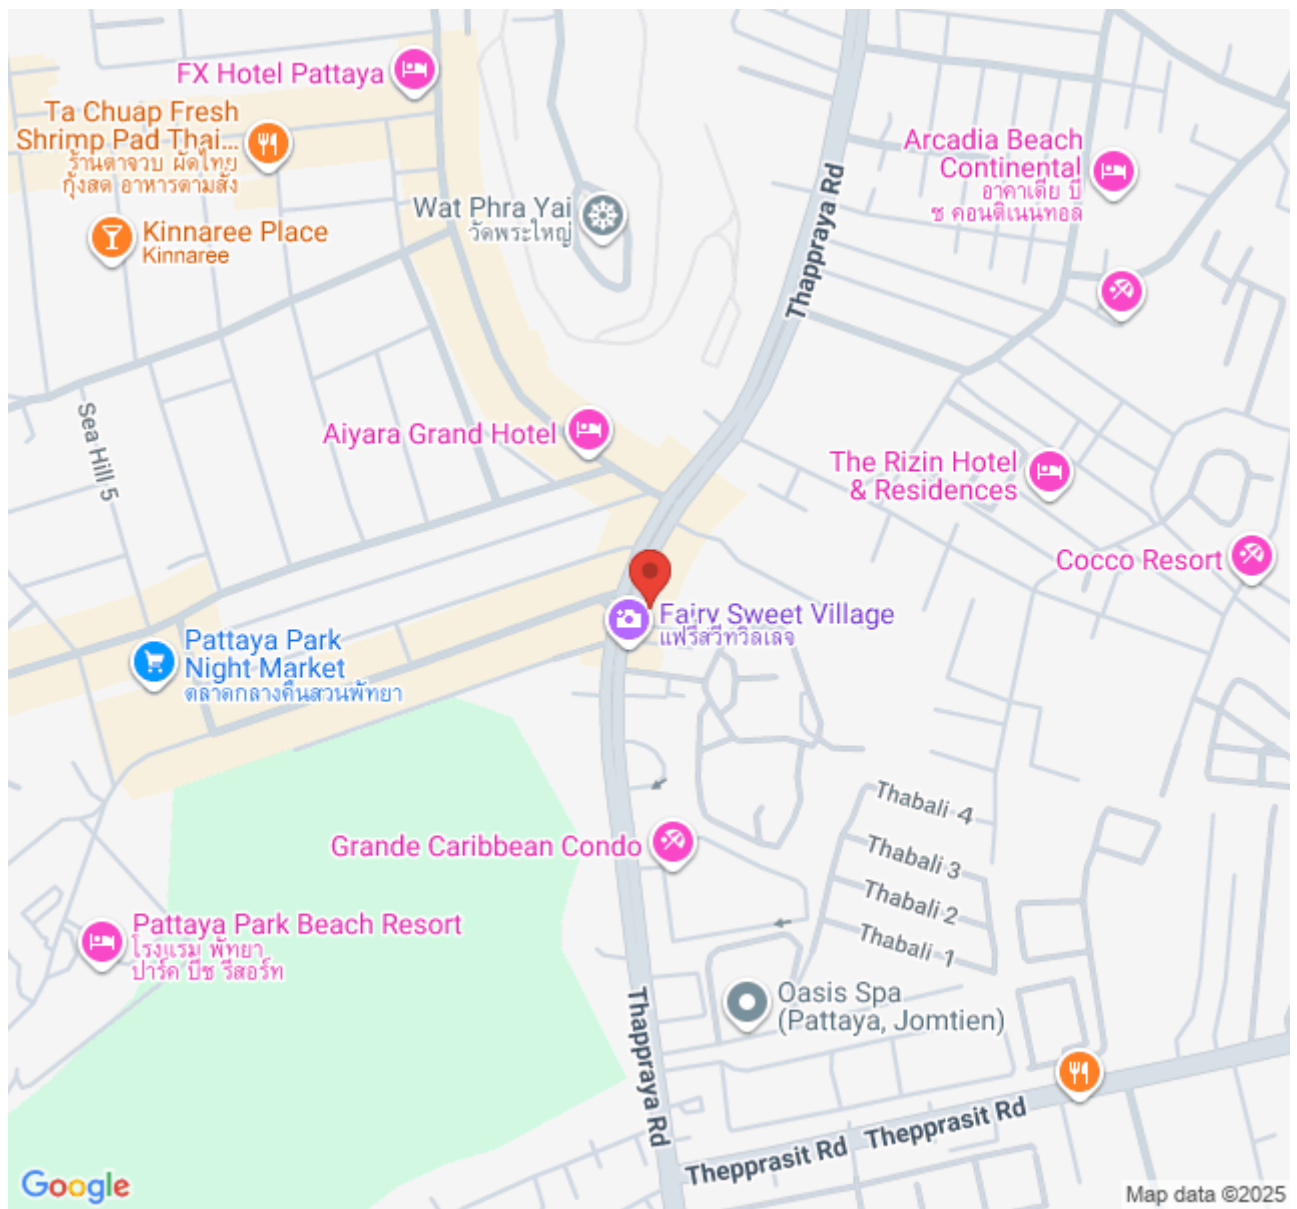 FX Hotel Pattaya
Ta Chuap Fresh
Shrimp Pad Thai...
ร้านตาจวบ ผัดไทย
กุ้งสด อาหารตามสั่ง
Kinnaree Place
Kinnaree
Wat Phra Yai
วัดพระใหญ่
Thappraya Rd
Arcadia Beach
Continental
อาคาเดีย บี
ช คอนติเนนทอล
Sea Hill 5
Aiyara Grand Hotel
The Rizin Hotel
& Residences
Cocco Resort
Fairy Sweet Village
แฟรี่สวีทวิลเลจ
Pattaya Park
Night Market
ตลาดกลางคืนสวนพัทยา
Thabali 4
Thabali 3
Thabali 2
Thabali 1
Grande Caribbean Condo
Pattaya Park Beach Resort
โรงแรม พัทยา
ปาร์ค บีช รีสอร์ท
Oasis Spa
(Pattaya, Jomtien)
Thappraya Rd
Thepprasit Rd
Thepprasit Rd
Google
Map data ©2025